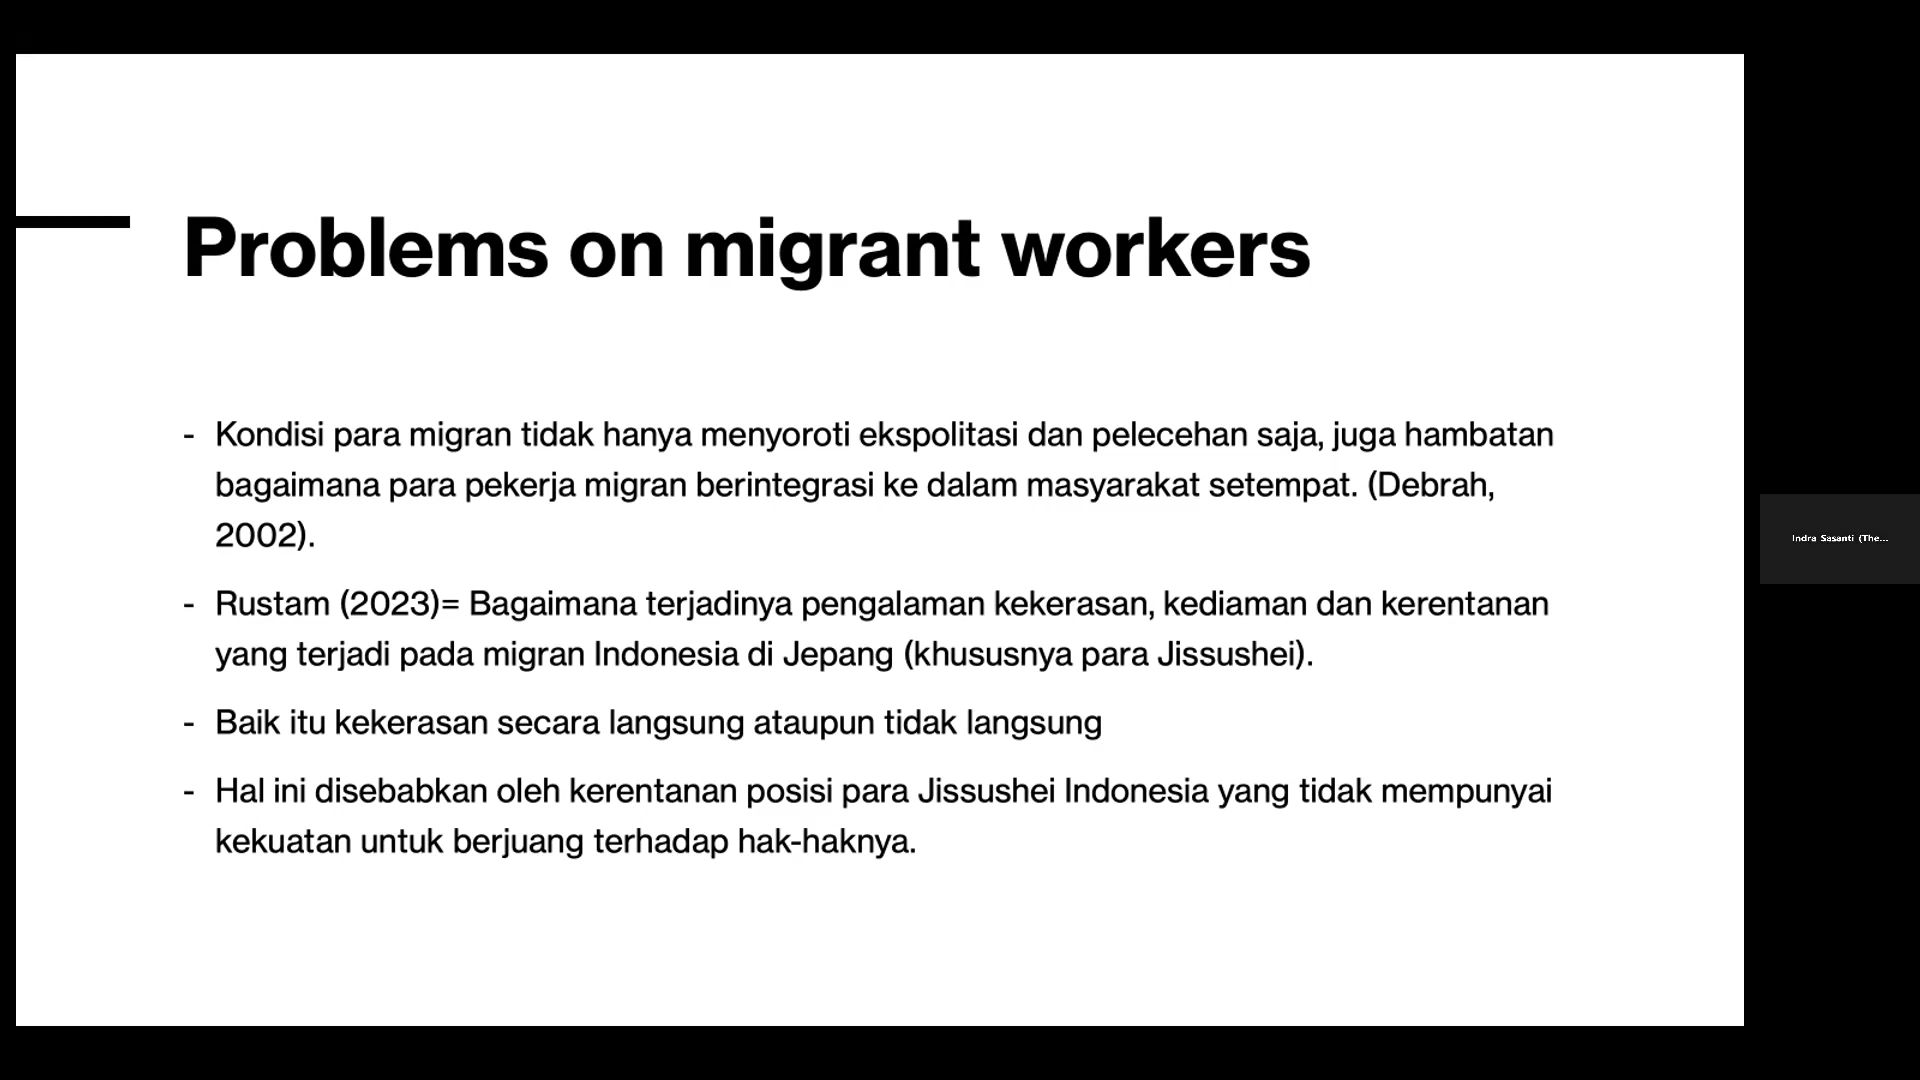 Problems on migrant workers
- Kondisi para migran tidak hanya menyoroti ekspolitasi dan pelecehan saja, juga hambatan
bagaimana para pekerja migran berintegrasi ke dalam masyarakat setempat. (Debrah,
2002).
- Rustam (2023)= Bagaimana terjadinya pengalaman kekerasan, kediaman dan kerentanan
yang terjadi pada migran Indonesia di Jepang (khususnya para Jissushei).
- Baik itu kekerasan secara langsung ataupun tidak langsung
- Hal ini disebabkan oleh kerentanan posisi para Jissushei Indonesia yang tidak mempunyai
kekuatan untuk berjuang terhadap hak-haknya.
Indra Sasanti (The...